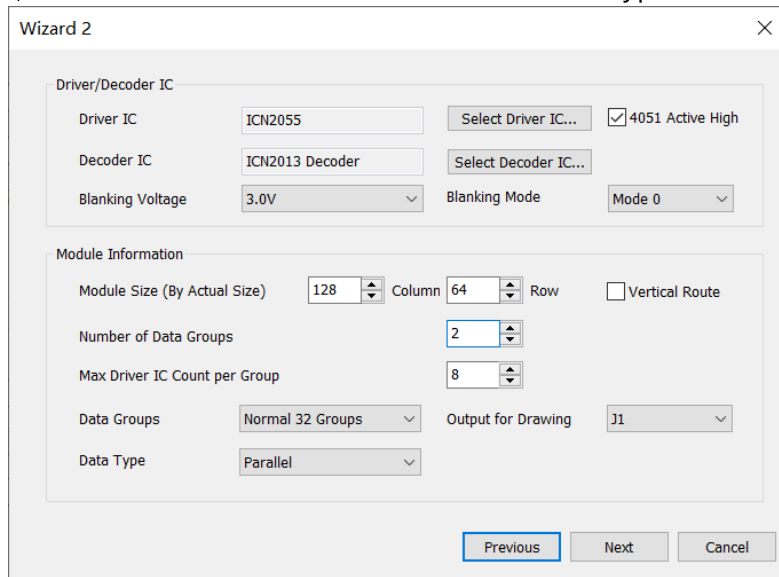 Wizard 2
Driver/Decoder IC
Driver IC ICN2055 Select Driver IC... 4051 Active High
Decoder IC ICN2013 Decoder Select Decoder IC...
Blanking Voltage 3.0V Blanking Mode Mode 0
Module Information
Module Size (By Actual Size) 128 Column 64 Row Vertical Route
Number of Data Groups 2
Max Driver IC Count per Group 8
Data Groups Normal 32 Groups Output for Drawing J1
Data Type Parallel
Previous Next Cancel